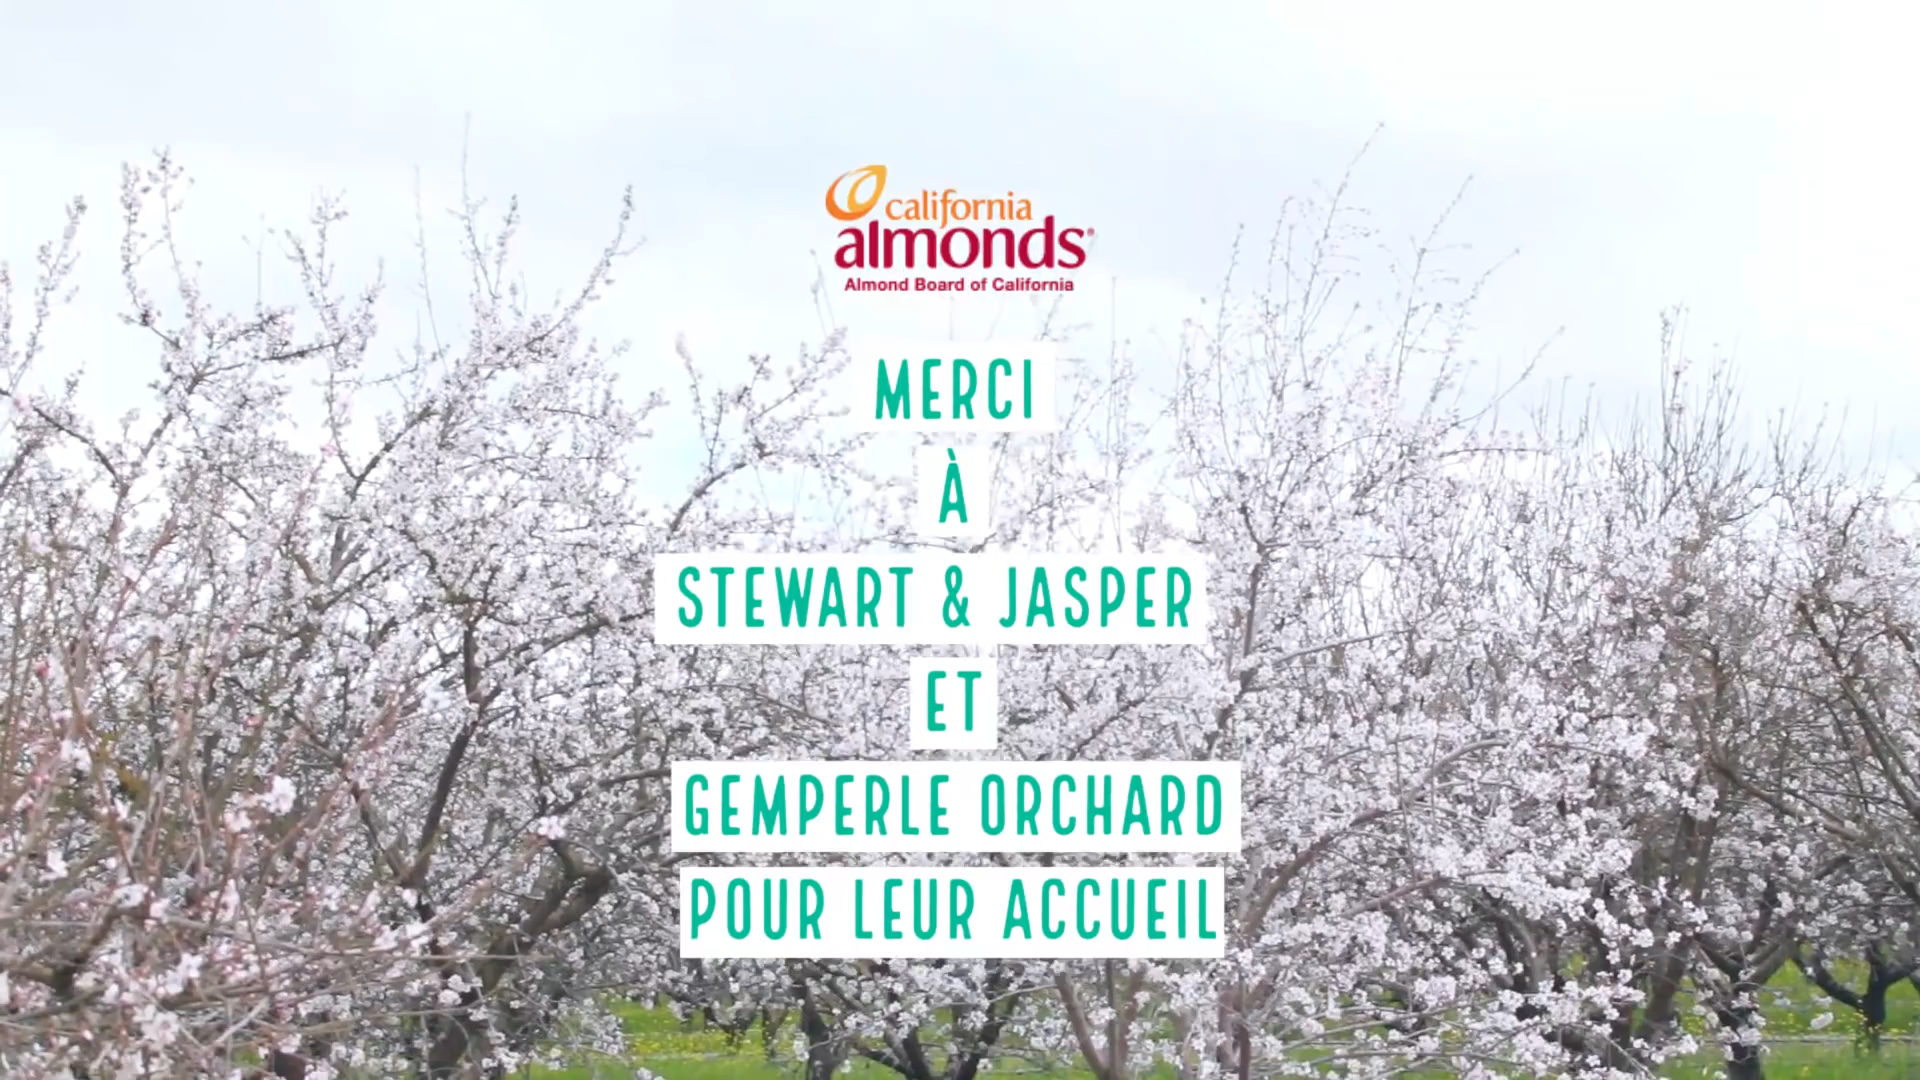 california
almonds®
Almond Board of California
MERCI
À
STEWART & JASPER
ET
GEMPERLE ORCHARD
POUR LEUR ACCUEIL